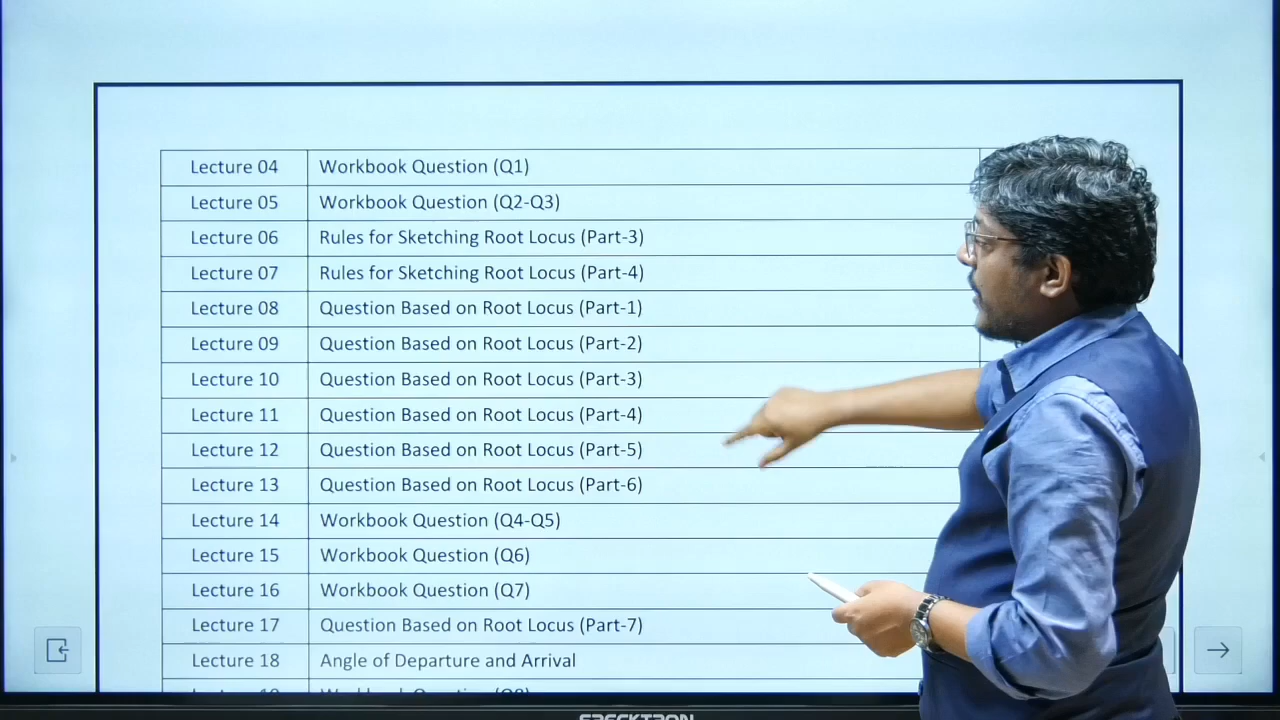 Lecture 04 Workbook Question (Q1)
Lecture 05 Workbook Question (Q2-Q3)
Lecture 06 Rules for Sketching Root Locus (Part-3)
Lecture 07 Rules for Sketching Root Locus (Part-4)
Lecture 08 Question Based on Root Locus (Part-1)
Lecture 09 Question Based on Root Locus (Part-2)
Lecture 10 Question Based on Root Locus (Part-3)
Lecture 11 Question Based on Root Locus (Part-4)
Lecture 12 Question Based on Root Locus (Part-5)
Lecture 13 Question Based on Root Locus (Part-6)
Lecture 14 Workbook Question (Q4-Q5)
Lecture 15 Workbook Question (Q6)
Lecture 16 Workbook Question (Q7)
Lecture 17 Question Based on Root Locus (Part-7)
Lecture 18 Angle of Departure and Arrival